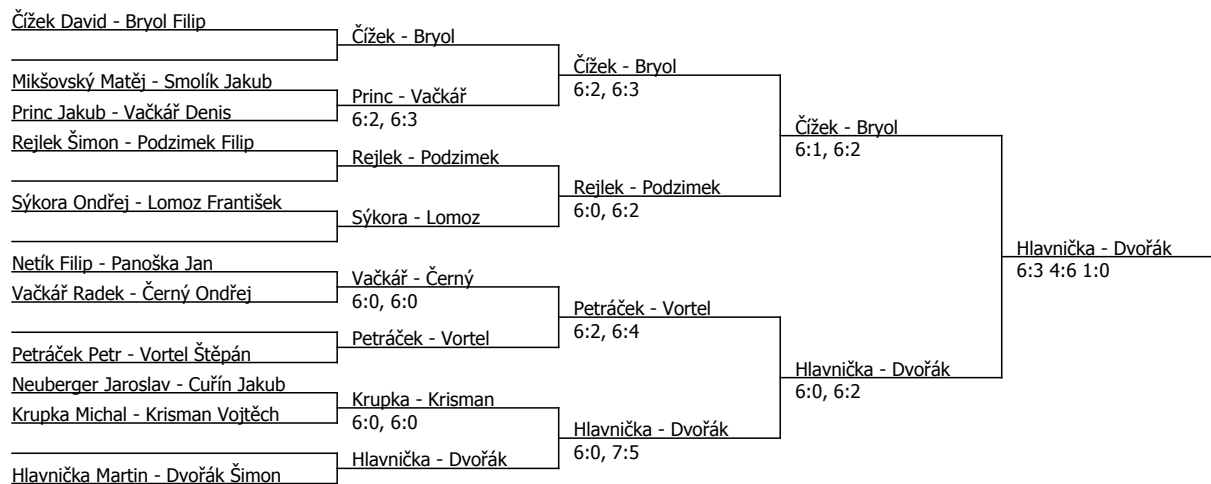 Čížek David - Bryol Filip
Mikšovský Matěj - Smolík Jakub
Princ Jakub - Vačkář Denis
Rejlek Šimon - Podzimek Filip
Sýkora Ondřej - Lomoz František
Netík Filip - Panoška Jan
Vačkář Radek - Černý Ondřej
Petráček Petr - Vortel Štěpán
Neuberger Jaroslav - Cuřín Jakub
Krupka Michal - Krisman Vojtěch
Hlavnička Martin - Dvořák Šimon
Čížek - Bryol
Princ - Vačkář
6:2, 6:3
Rejlek - Podzimek
Sýkora - Lomoz
Vačkář - Černý
6:0, 6:0
Petráček - Vortel
Krupka - Krisman
6:0, 6:0
Hlavnička - Dvořák
Čížek - Bryol
6:2, 6:3
Rejlek - Podzimek
6:0, 6:2
Petráček - Vortel
6:2, 6:4
Hlavnička - Dvořák
6:0, 7:5
Čížek - Bryol
6:1, 6:2
Hlavnička - Dvořák
6:0, 6:2
Hlavnička - Dvořák
6:3 4:6 1:0